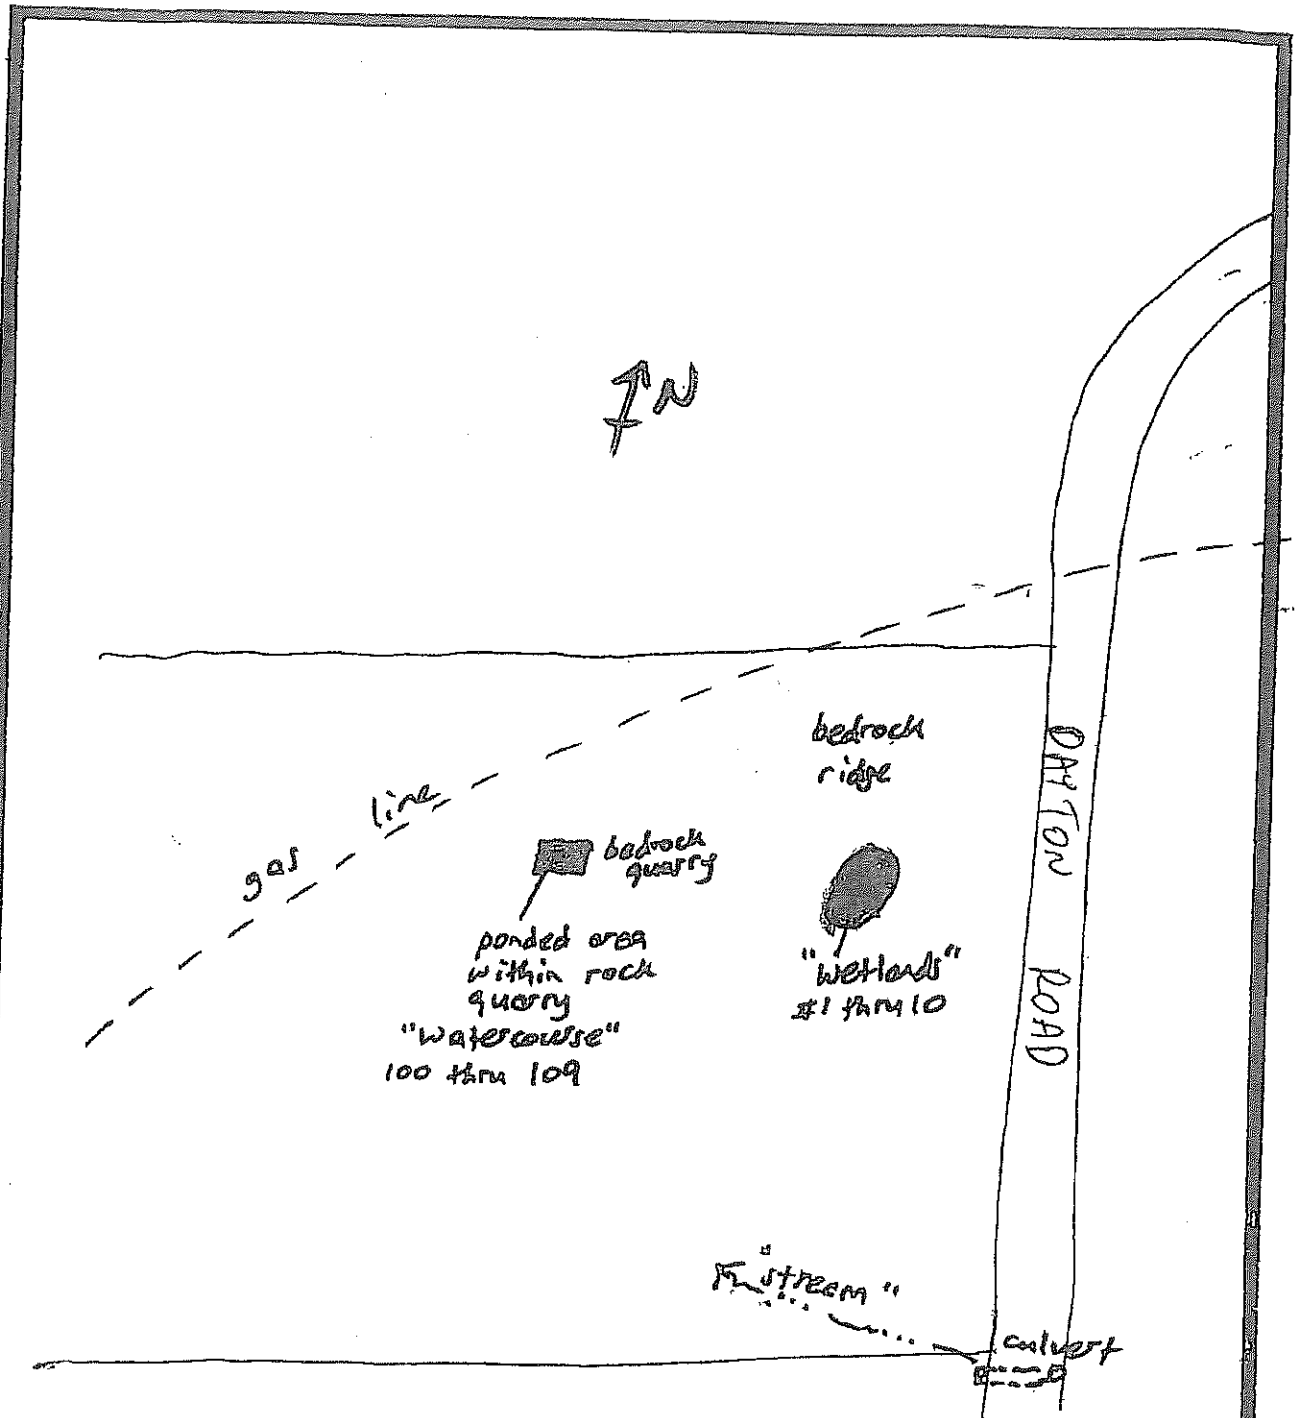 N
bedrock
ridge
DAYTON ROAD
gas line
bedrock
quarry
ponded area
within rock
quarry
"Watercourse"
100 thru 109
"Wetlands"
#1 thru 10
"stream"
culvert